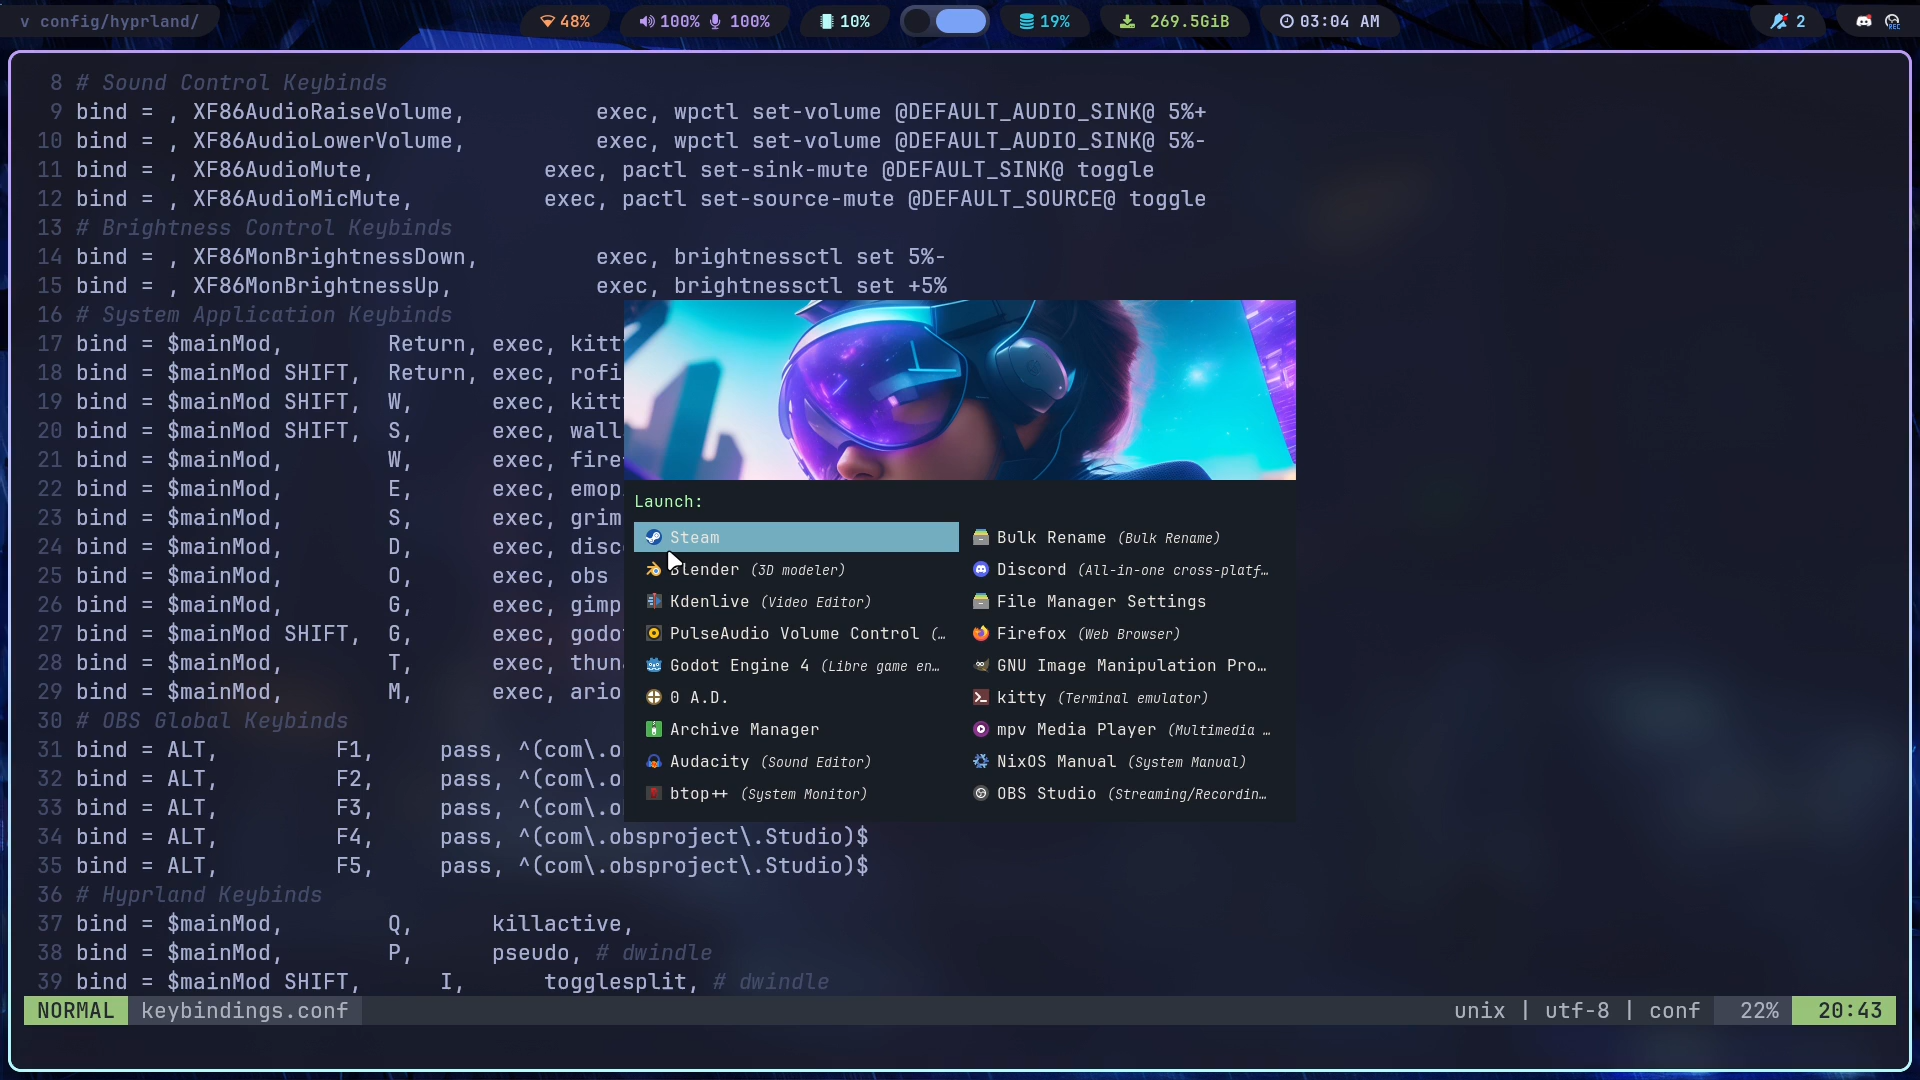 v config/hyprland/
48%
100% 100%
10%
19%
269.5GiB
03:04 AM
2
REC
8 # Sound Control Keybinds
9 bind = , XF86AudioRaiseVolume, exec, wpctl set-volume @DEFAULT_AUDIO_SINK@ 5%+
10 bind = , XF86AudioLowerVolume, exec, wpctl set-volume @DEFAULT_AUDIO_SINK@ 5%-
11 bind = , XF86AudioMute, exec, pactl set-sink-mute @DEFAULT_SINK@ toggle
12 bind = , XF86AudioMicMute, exec, pactl set-source-mute @DEFAULT_SOURCE@ toggle
13 # Brightness Control Keybinds
14 bind = , XF86MonBrightnessDown, exec, brightnessctl set 5%-
15 bind = , XF86MonBrightnessUp, exec, brightnessctl set +5%
16 # System Application Keybinds
17 bind = $mainMod, Return, exec, kitt
18 bind = $mainMod SHIFT, Return, exec, rofi
19 bind = $mainMod SHIFT, W, exec, kitt
20 bind = $mainMod SHIFT, S, exec, wall
21 bind = $mainMod, W, exec, fire
22 bind = $mainMod, E, exec, emop
23 bind = $mainMod, S, exec, grim
24 bind = $mainMod, D, exec, disc
25 bind = $mainMod, O, exec, obs
26 bind = $mainMod, G, exec, gimp
27 bind = $mainMod SHIFT, G, exec, godo
28 bind = $mainMod, T, exec, thun
29 bind = $mainMod, M, exec, ario
30 # OBS Global Keybinds
31 bind = ALT, F1, pass, ^(com\.o
32 bind = ALT, F2, pass, ^(com\.o
33 bind = ALT, F3, pass, ^(com\.o
34 bind = ALT, F4, pass, ^(com\.obsproject\.Studio)$
35 bind = ALT, F5, pass, ^(com\.obsproject\.Studio)$
36 # Hyprland Keybinds
37 bind = $mainMod, Q, killactive,
38 bind = $mainMod, P, pseudo, # dwindle
39 bind = $mainMod SHIFT, I, togglesplit, # dwindle
NORMAL keybindings.conf unix | utf-8 | conf 22% 20:43
Launch:
Steam
Blender (3D modeler)
Kdenlive (Video Editor)
PulseAudio Volume Control (…
Godot Engine 4 (Libre game en…
0 A.D.
Archive Manager
Audacity (Sound Editor)
btop++ (System Monitor)
Bulk Rename (Bulk Rename)
Discord (All-in-one cross-platf…
File Manager Settings
Firefox (Web Browser)
GNU Image Manipulation Pro…
kitty (Terminal emulator)
mpv Media Player (Multimedia …
NixOS Manual (System Manual)
OBS Studio (Streaming/Recordin…